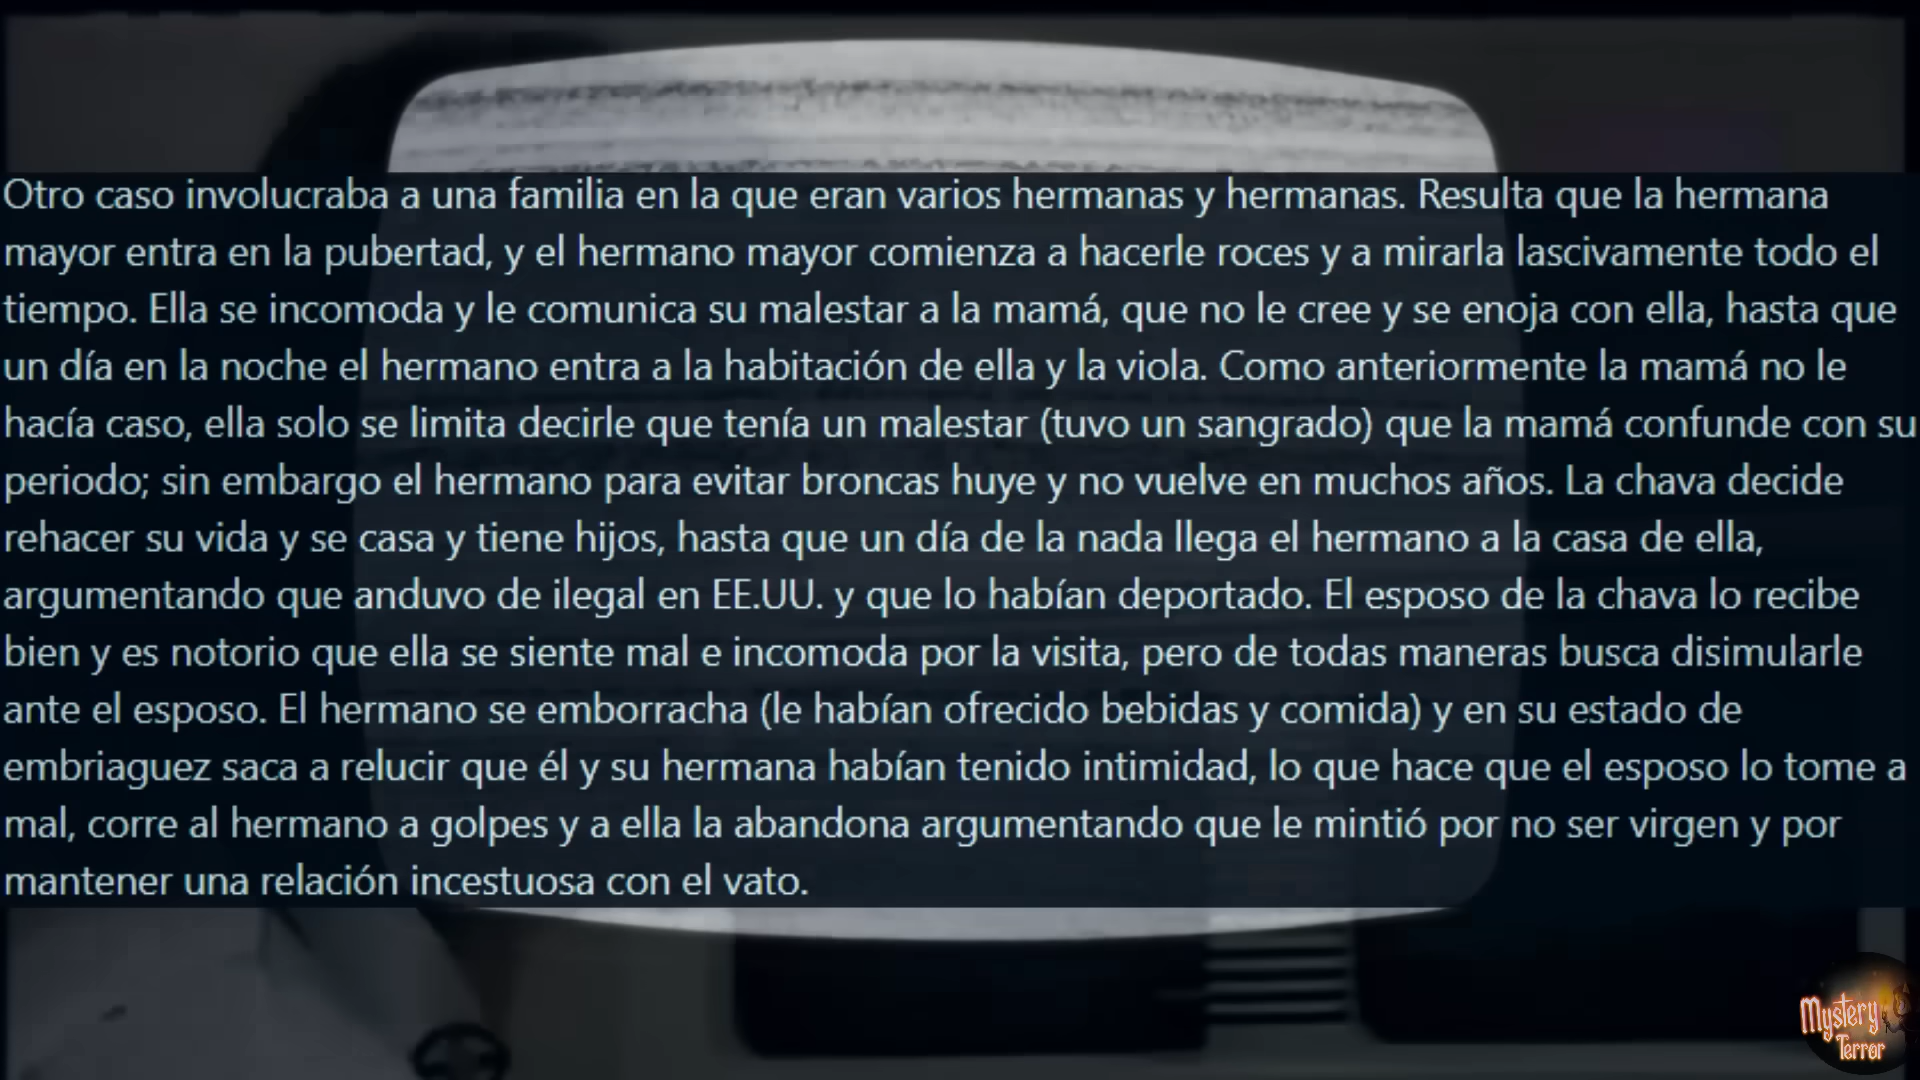 Otro caso involucraba a una familia en la que eran varios hermanas y hermanas. Resulta que la hermana
mayor entra en la pubertad, y el hermano mayor comienza a hacerle roces y a mirarla lascivamente todo el
tiempo. Ella se incomoda y le comunica su malestar a la mamá, que no le cree y se enoja con ella, hasta que
un día en la noche el hermano entra a la habitación de ella y la viola. Como anteriormente la mamá no le
hacía caso, ella solo se limita decirle que tenía un malestar (tuvo un sangrado) que la mamá confunde con su
periodo; sin embargo el hermano para evitar broncas huye y no vuelve en muchos años. La chava decide
rehacer su vida y se casa y tiene hijos, hasta que un día de la nada llega el hermano a la casa de ella,
argumentando que anduvo de ilegal en EE.UU. y que lo habían deportado. El esposo de la chava lo recibe
bien y es notorio que ella se siente mal e incomoda por la visita, pero de todas maneras busca disimularle
ante el esposo. El hermano se emborracha (le habían ofrecido bebidas y comida) y en su estado de
embriaguez saca a relucir que él y su hermana habían tenido intimidad, lo que hace que el esposo lo tome a
mal, corre al hermano a golpes y a ella la abandona argumentando que le mintió por no ser virgen y por
mantener una relación incestuosa con el vato.
Mystery
Terror